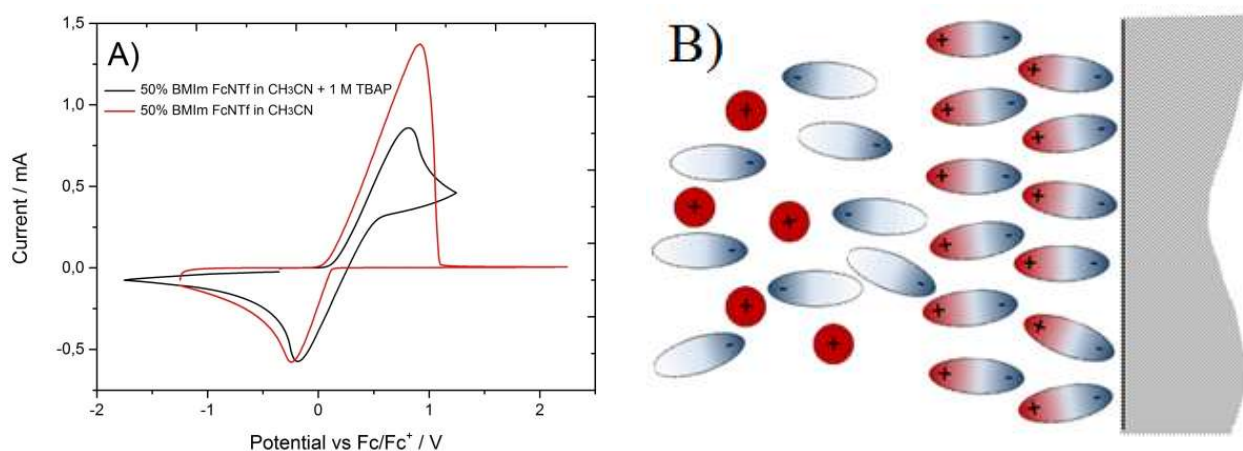 A)
50% BMIm FcNTf in CH3CN + 1 M TBAP
50% BMIm FcNTf in CH3CN
1,5
1,0
0,5
0,0
-0,5
-2
-1
0
1
2
Current / mA
Potential vs Fc/Fc+ / V
B)
+ -
- + -
+ + -
- + -
- + -
+ + + -
- + -
- - + -
- + -
+ - + -
+ + -
- + -
+ -